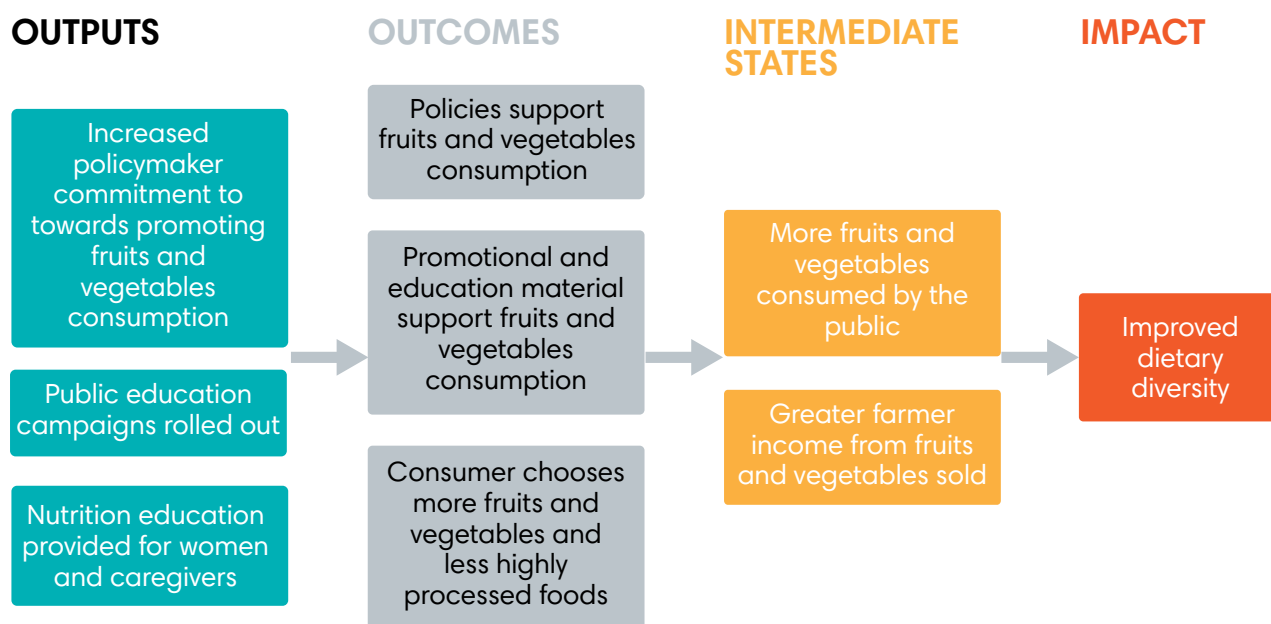 OUTPUTS
Increased
policymaker
commitment to
towards promoting
fruits and
vegetables
consumption
Public education
campaigns rolled out
Nutrition education
provided for women
and caregivers
OUTCOMES
Policies support
fruits and vegetables
consumption
Promotional and
education material
support fruits and
vegetables
consumption
Consumer chooses
more fruits and
vegetables and
less highly
processed foods
INTERMEDIATE
STATES
More fruits and
vegetables
consumed by the
public
Greater farmer
income from fruits
and vegetables sold
IMPACT
Improved
dietary
diversity